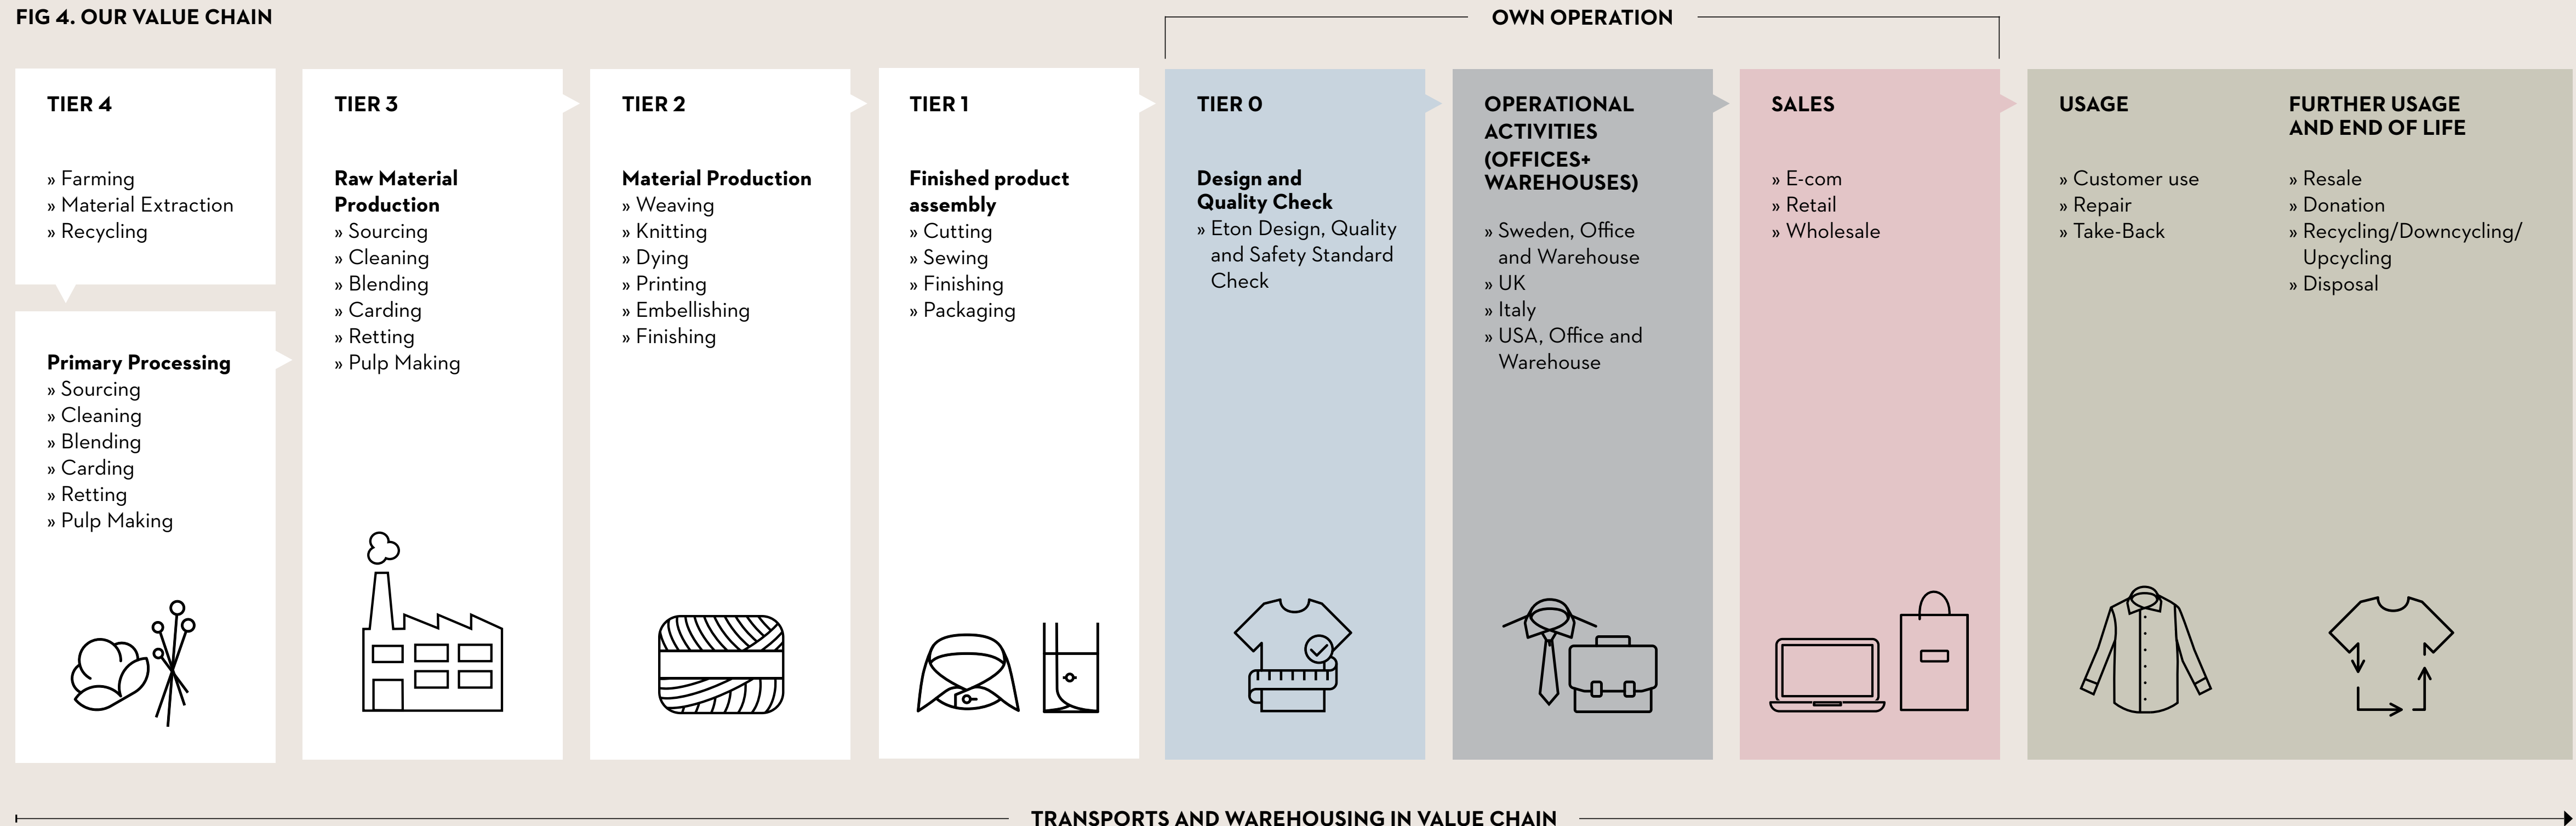 FIG 4. OUR VALUE CHAIN
OWN OPERATION
TIER 4
» Farming
» Material Extraction
» Recycling
Primary Processing
» Sourcing
» Cleaning
» Blending
» Carding
» Retting
» Pulp Making
TIER 3
Raw Material
Production
» Sourcing
» Cleaning
» Blending
» Carding
» Retting
» Pulp Making
TIER 2
Material Production
» Weaving
» Knitting
» Dying
» Printing
» Embellishing
» Finishing
TIER 1
Finished product
assembly
» Cutting
» Sewing
» Finishing
» Packaging
TIER 0
Design and
Quality Check
» Eton Design, Quality
and Safety Standard
Check
OPERATIONAL
ACTIVITIES
(OFFICES+
WAREHOUSES)
» Sweden, Office
and Warehouse
» UK
» Italy
» USA, Office and
Warehouse
SALES
» E-com
» Retail
» Wholesale
USAGE
» Customer use
» Repair
» Take-Back
FURTHER USAGE
AND END OF LIFE
» Resale
» Donation
» Recycling/Downcycling/
Upcycling
» Disposal
TRANSPORTS AND WAREHOUSING IN VALUE CHAIN